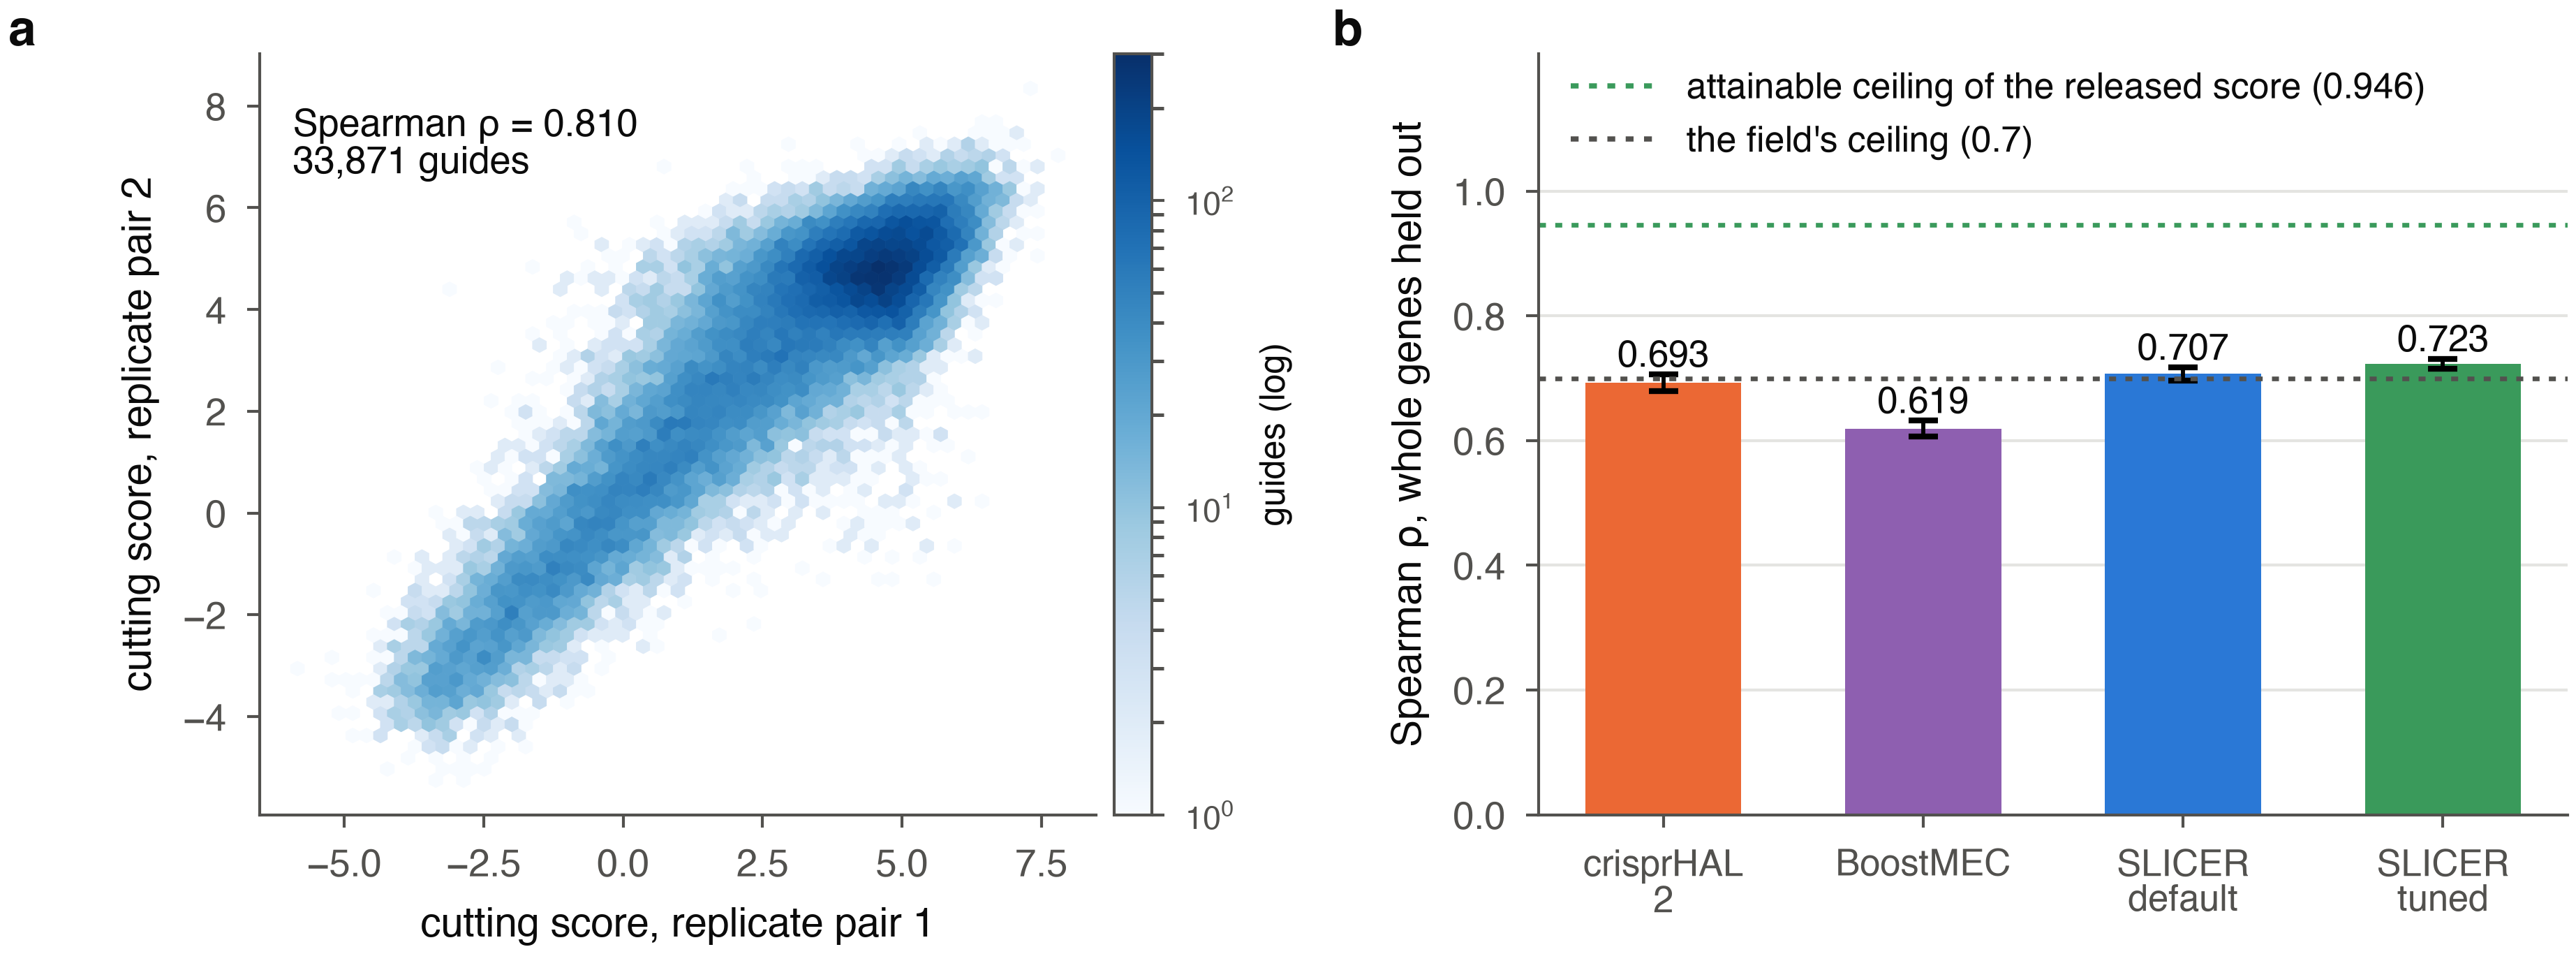 a
Spearman ρ = 0.810
33,871 guides
cutting score, replicate pair 2
8
6
4
2
0
−2
−4
−5.0
−2.5
0.0
2.5
5.0
7.5
cutting score, replicate pair 1
10²
10¹
10⁰
guides (log)
b
attainable ceiling of the released score (0.946)
the field's ceiling (0.7)
Spearman ρ, whole genes held out
1.0
0.8
0.6
0.4
0.2
0.0
0.693
0.619
0.707
0.723
crisprHAL
2
BoostMEC
SLICER
default
SLICER
tuned